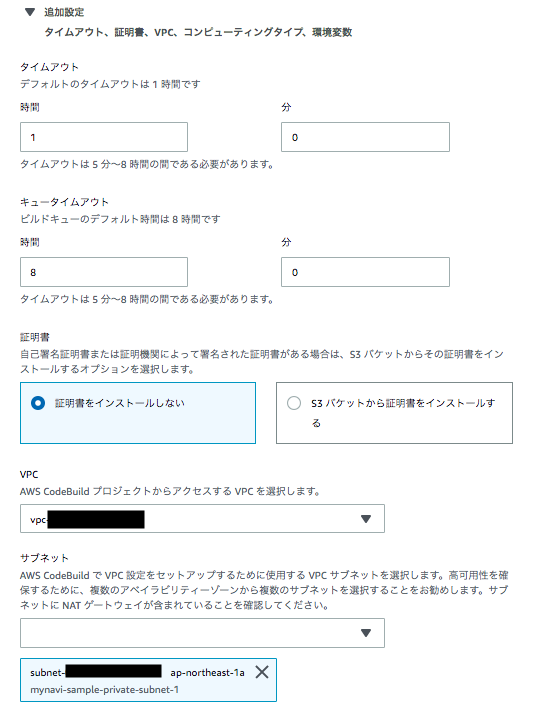 追加設定
タイムアウト、証明書、VPC、コンピューティングタイプ、環境変数
タイムアウト
デフォルトのタイムアウトは 1 時間です
時間
分
1
0
タイムアウトは 5 分〜8 時間の間である必要があります。
キュータイムアウト
ビルドキューのデフォルト時間は 8 時間です
時間
分
8
0
タイムアウトは 5 分〜8 時間の間である必要があります。
証明書
自己署名証明書または証明機関によって署名された証明書がある場合は、S3 バケットからその証明書をイン
ストールするオプションを選択します。
証明書をインストールしない
S3 バケットから証明書をインストールす
る
VPC
AWS CodeBuild プロジェクトからアクセスする VPC を選択します。
vpc-
サブネット
AWS CodeBuild で VPC 設定をセットアップするために使用する VPC サブネットを選択します。高可用性を確
保するために、複数のアベイラビリティーゾーンから複数のサブネットを選択することをお勧めします。サブ
ネットに NAT ゲートウェイが含まれていることを確認してください。
subnet- ap-northeast-1a
mynavi-sample-private-subnet-1